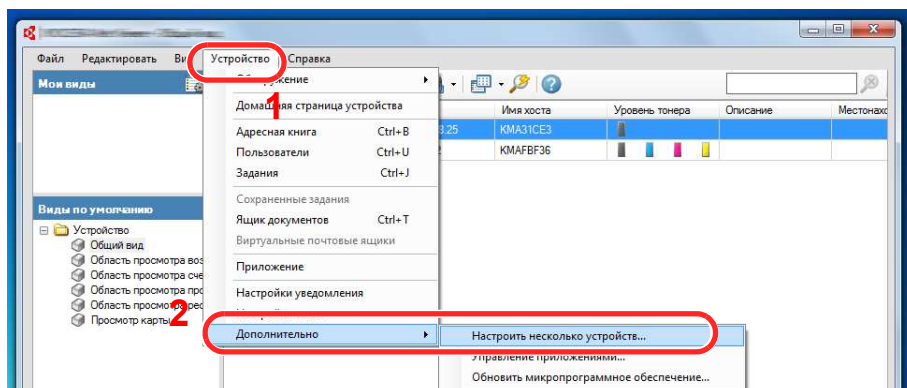 Файл Редактировать Ви Устройство Справка
Мои виды
1
Домашняя страница устройства
Имя хоста Уровень тонера Описание Местонахо
Адресная книга Ctrl+B
3.25 KMA31CE3
Пользователи Ctrl+U
KMAFBF36
Задания Ctrl+J
Сохраненные задания
Ящик документов Ctrl+T
Виртуальные почтовые ящики
Приложение
Настройки уведомления
Дополнительно
Виды по умолчанию
Устройство
Общий вид
Область просмотра воз
Область просмотра сче
Область просмотра про
Область просмотра рес
Просмотр карты
2
Настроить несколько устройств...
Управление приложениями...
Обновить микропрограммное обеспечение...